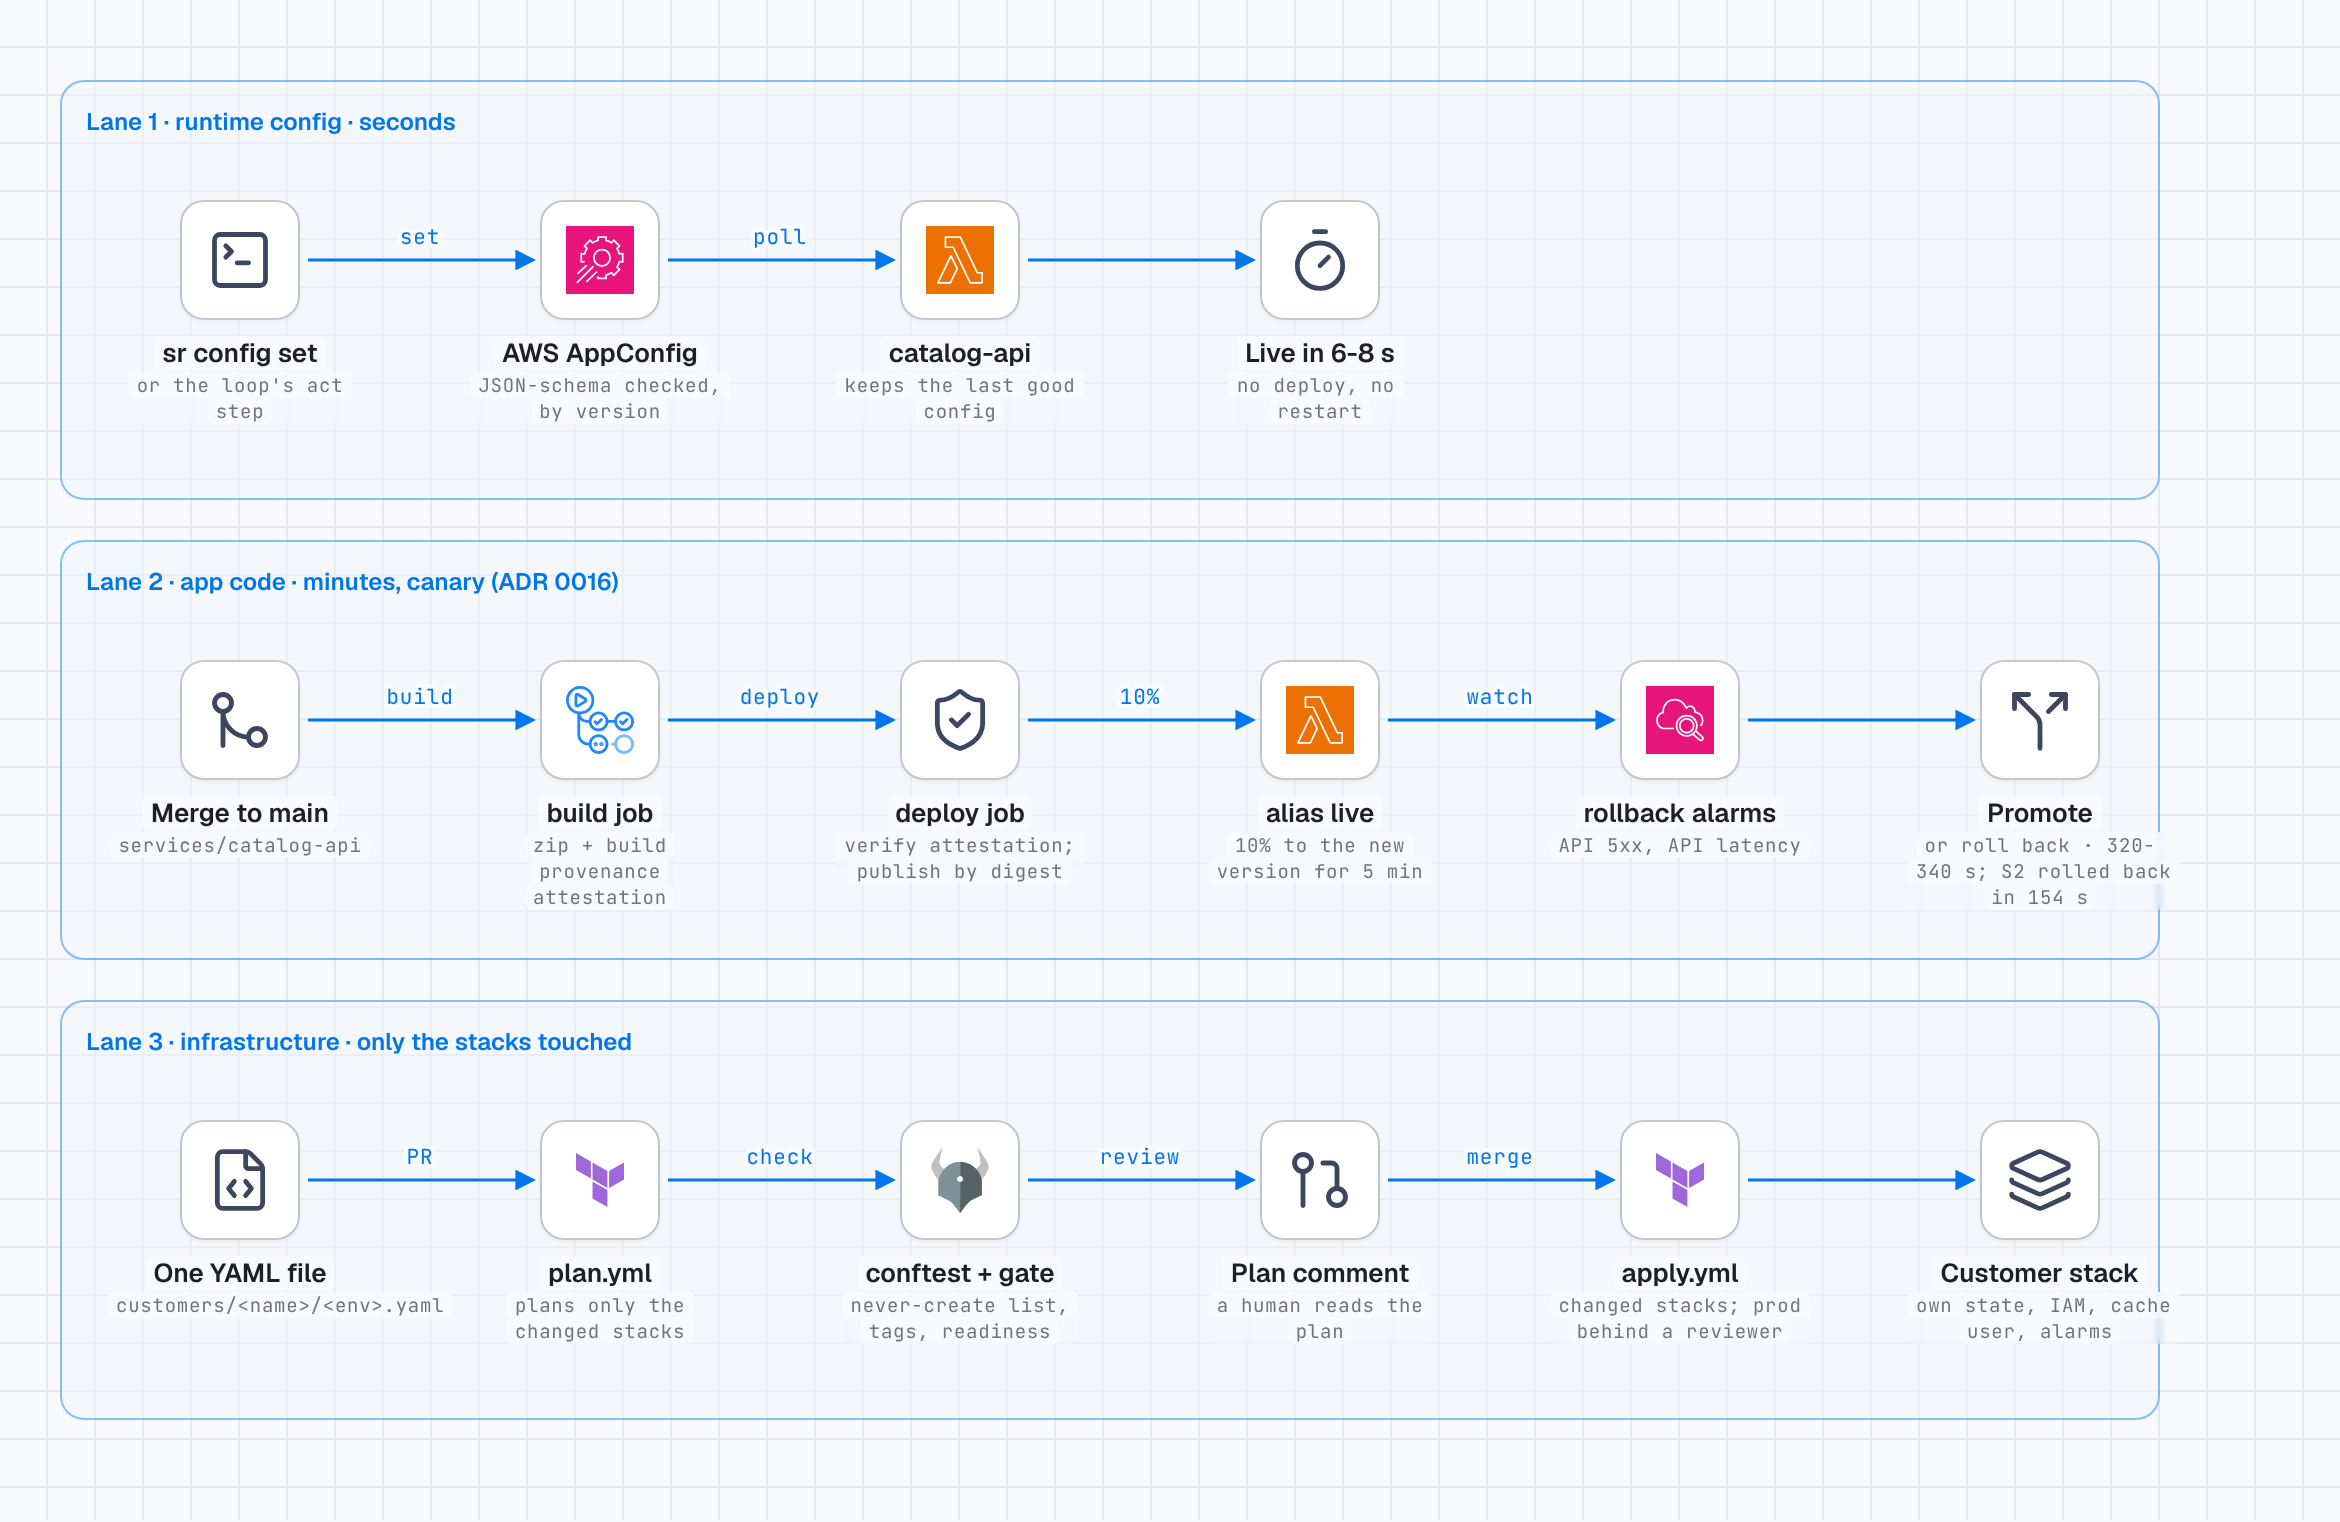 Lane 1 · runtime config · seconds
set
poll
sr config set
AWS AppConfig
catalog-api
Live in 6-8 s
or the loop's act
step
JSON-schema checked,
by version
keeps the last good
config
no deploy, no
restart
Lane 2 · app code · minutes, canary (ADR 0016)
build
deploy
10%
watch
Merge to main
build job
deploy job
alias live
rollback alarms
Promote
services/catalog-api
zip + build
provenance
attestation
verify attestation;
publish by digest
10% to the new
version for 5 min
API 5xx, API latency
or roll back · 320-
340 s; S2 rolled back
in 154 s
Lane 3 · infrastructure · only the stacks touched
PR
check
review
merge
One YAML file
plan.yml
conftest + gate
Plan comment
apply.yml
Customer stack
customers/<name>/<env>.yaml
plans only the
changed stacks
never-create list,
tags, readiness
a human reads the
plan
changed stacks; prod
behind a reviewer
own state, IAM, cache
user, alarms